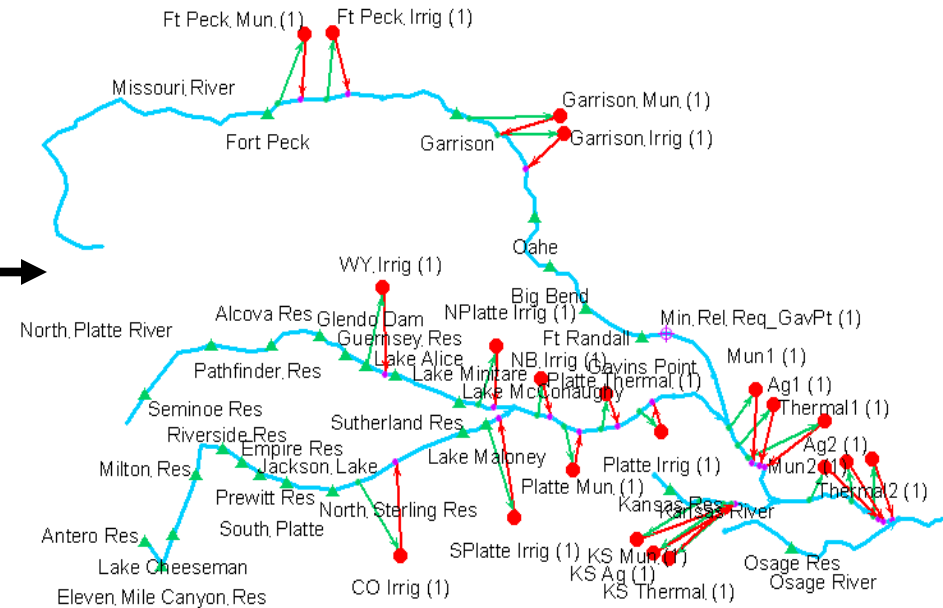 Ft Peck Mun (1)
Ft Peck Irrig (1)
Missouri River
Fort Peck
Garrison Mun (1)
Garrison
Garrison Irrig (1)
Oahe
WY Irrig (1)
Big Bend
NPlatte Irrig (1)
Alcova Res
Glendo Dam
Min Rel Req_GavPt (1)
North Platte River
Guernsey Res
Ft Randall
Lake Alice
NB Irrig (1)
Gavins Point
Mun1 (1)
Pathfinder Res
Lake Minitare
Platte Thermal (1)
Lake McConaughy
Ag1 (1)
Seminoe Res
Thermal1 (1)
Sutherland Res
Riverside Res
Empire Res
Ag2 (1)
Milton Res
Jackson Lake
Lake Maloney
Platte Irrig (1)
Mun2 (1)
Prewitt Res
Platte Mun (1)
Thermal2 (1)
North Sterling Res
Kansas Res
Kansas River
South Platte
Antero Res
SPlatte Irrig (1)
KS Mun (1)
Lake Cheeseman
KS Ag (1)
Osage Res
CO Irrig (1)
KS Thermal (1)
Osage River
Eleven Mile Canyon Res